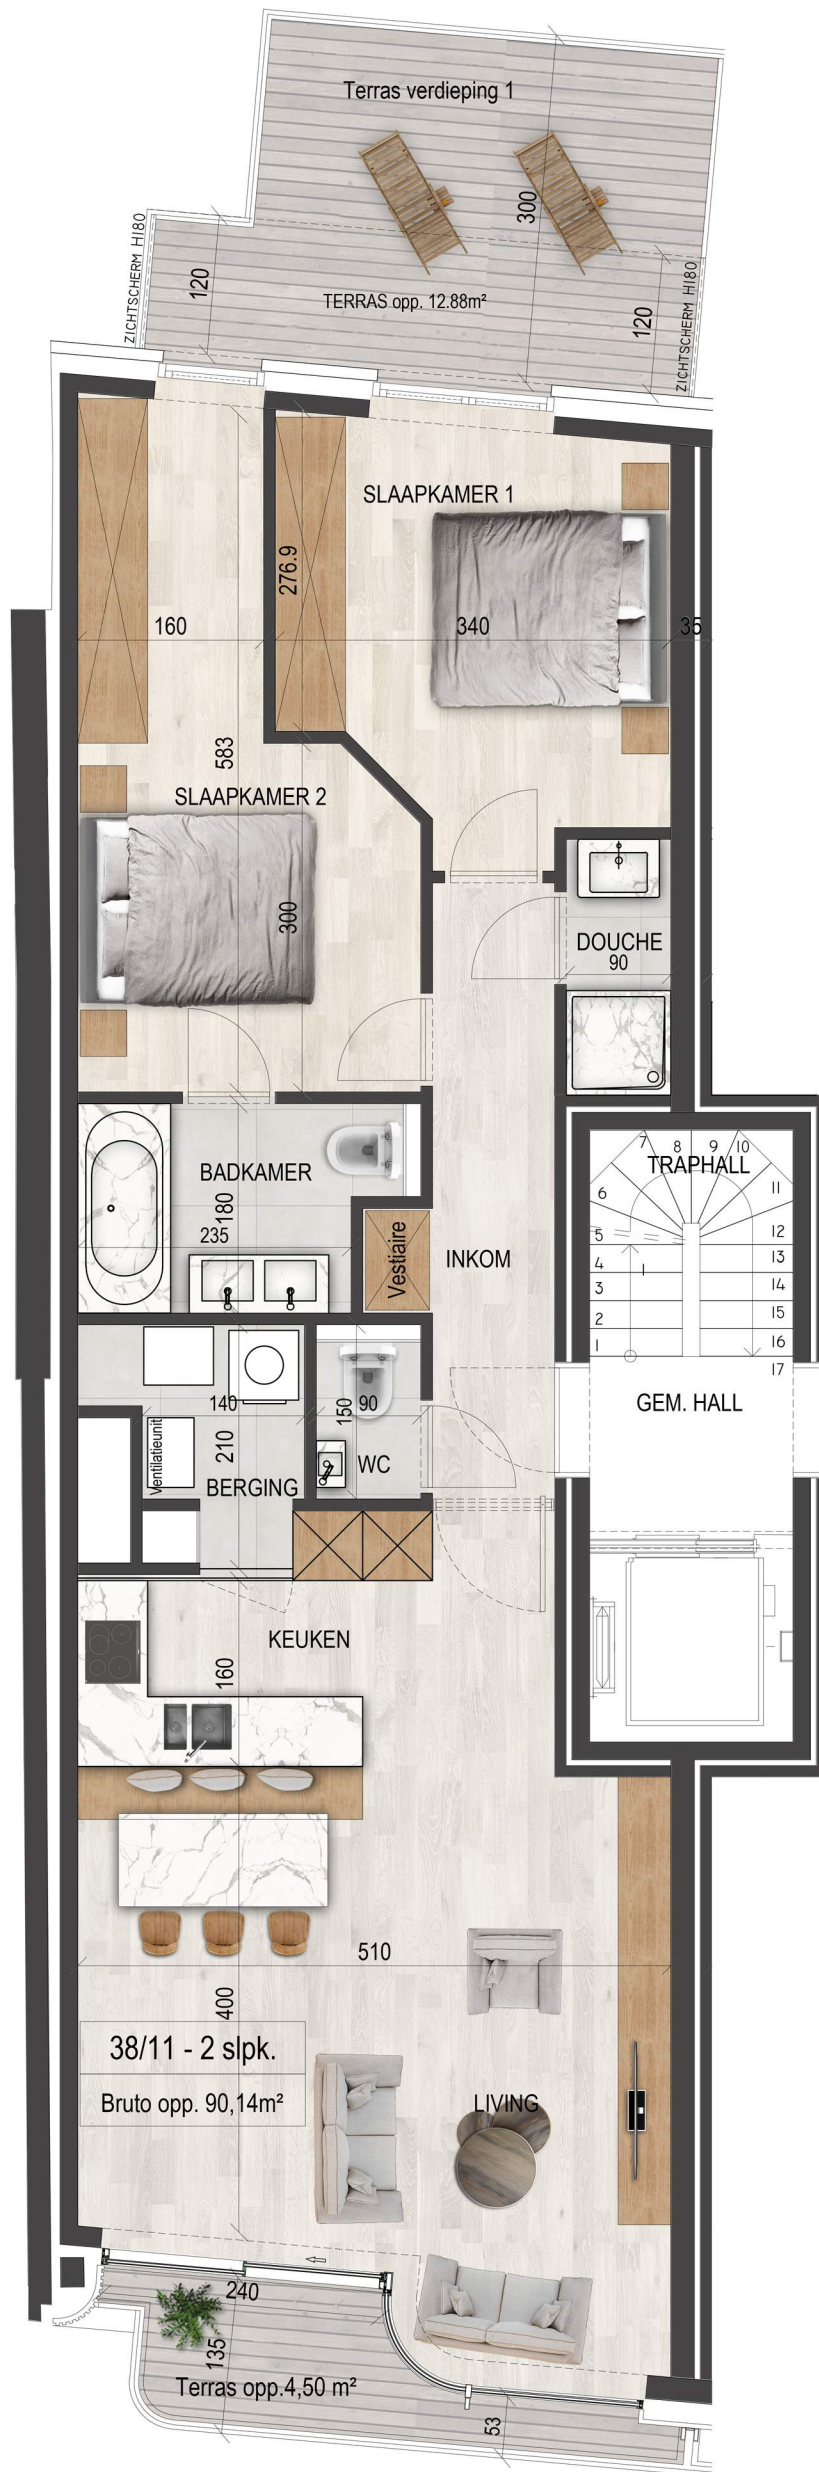 Terras verdieping 1
300
ZICHTSCHERM H180
120
TERRAS opp. 12.88m²
120
ZICHTSCHERM H180
SLAAPKAMER 1
276.9
160
340
35
583
SLAAPKAMER 2
300
DOUCHE
90
BADKAMER
180
235
Vestiaire
INKOM
TRAPHALL
7
8
9
10
6
11
5
12
4
13
3
14
2
15
1
16
17
1
GEM. HALL
140
150
90
Ventilatieunit
210
BERGING
WC
KEUKEN
160
510
400
38/11 - 2 slpk.
Bruto opp. 90,14m²
LIVING
240
135
Terras opp.4,50 m²
53